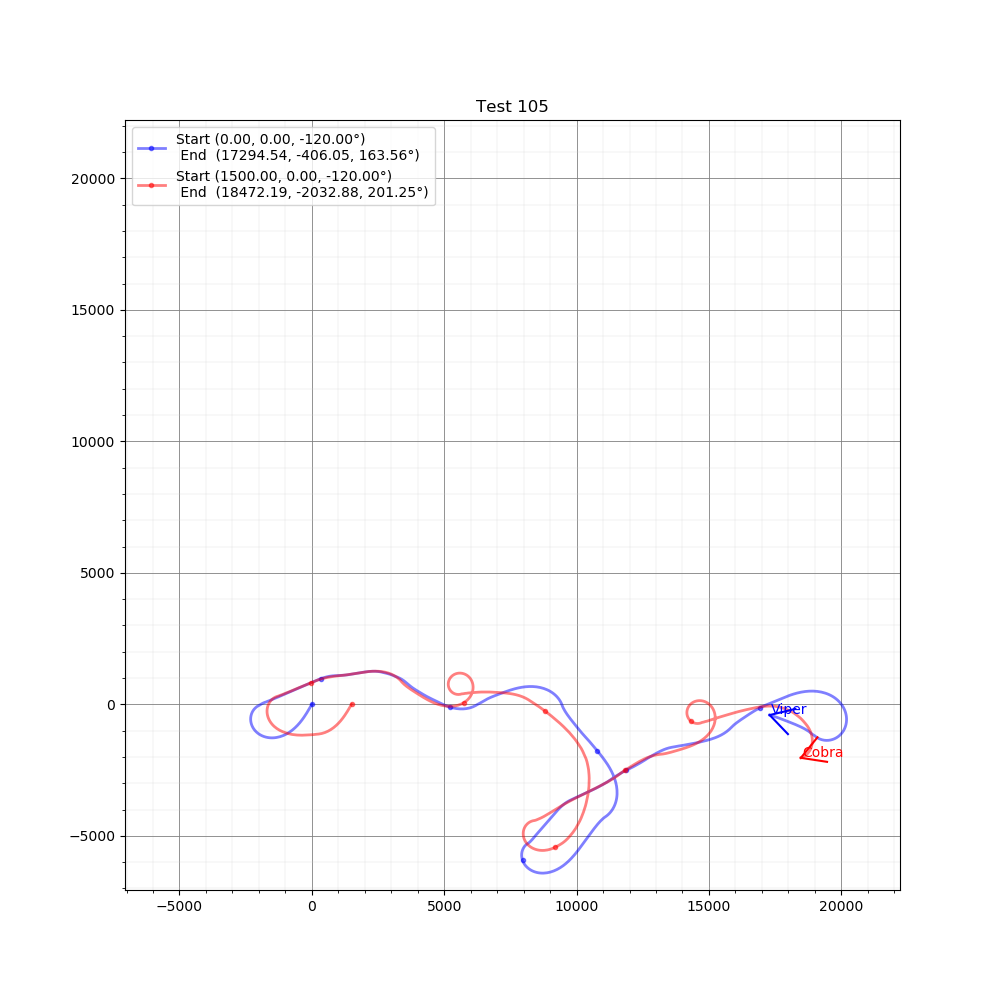 Test 105
Start (0.00, 0.00, -120.00°)
End  (17294.54, -406.05, 163.56°)
Start (1500.00, 0.00, -120.00°)
End  (18472.19, -2032.88, 201.25°)
20000
15000
10000
5000
0
−5000
Viper
Cobra
−5000
0
5000
10000
15000
20000